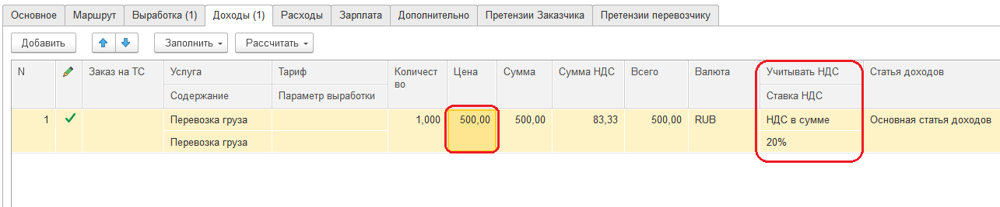 Основное Маршрут Выработка (1) Доходы (1) Расходы Зарплата Дополнительно Претензии Заказчика Претензии перевозчику
Добавить Заполнить Рассчитать
N Заказ на ТС Услуга Тариф Количест Цена Сумма Сумма НДС Всего Валюта Учитывать НДС Статья доходов
во
Содержание Параметр выработки Ставка НДС
1 Перевозка груза 1,000 500,00 500,00 83,33 500,00 RUB НДС в сумме Основная статья доходов
Перевозка груза 20%